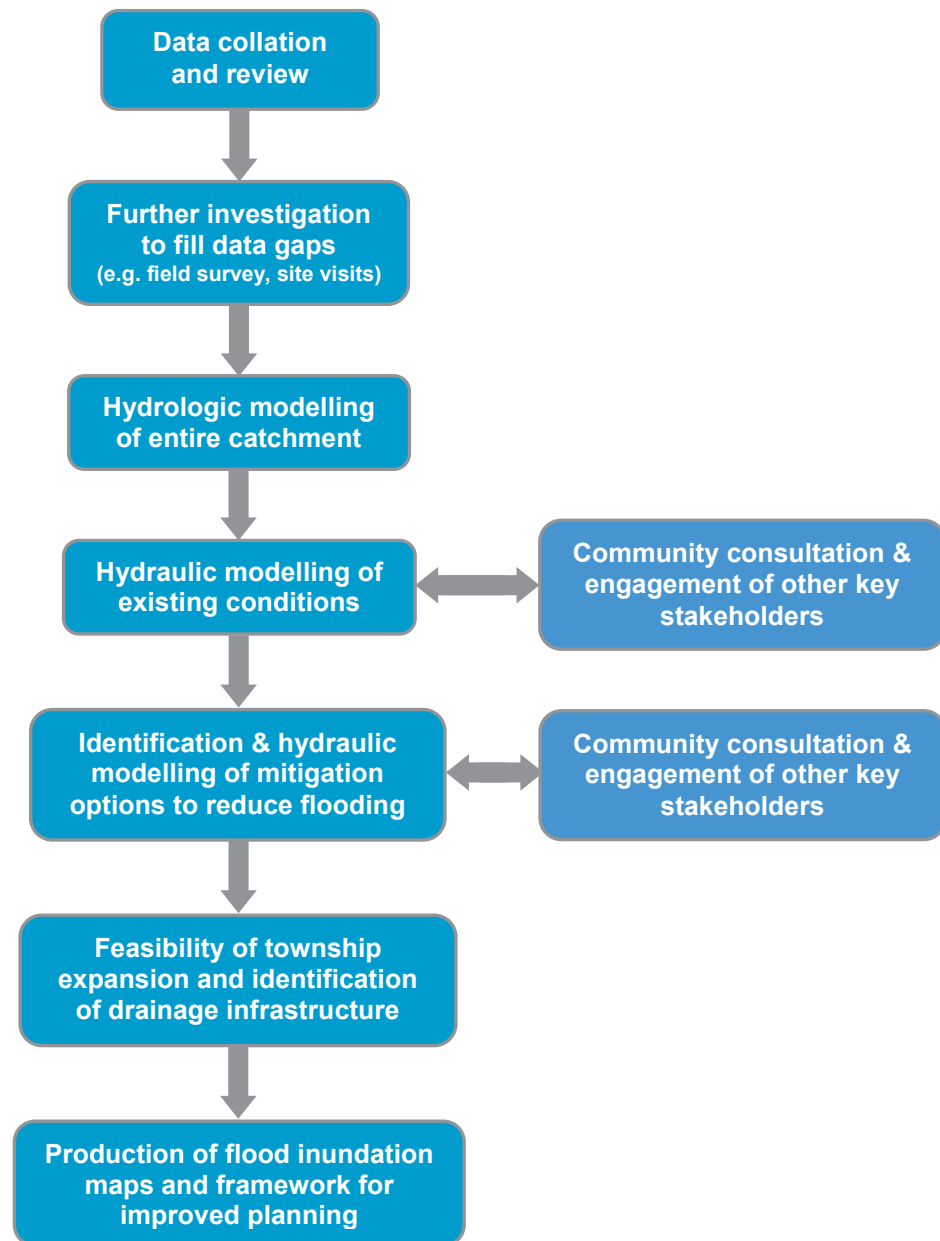 Data collation
and review
Further investigation
to fill data gaps
(e.g. field survey, site visits)
Hydrologic modelling
of entire catchment
Hydraulic modelling of
existing conditions
Community consultation &
engagement of other key
stakeholders
Identification & hydraulic
modelling of mitigation
options to reduce flooding
Community consultation &
engagement of other key
stakeholders
Feasibility of township
expansion and identification
of drainage infrastructure
Production of flood inundation
maps and framework for
improved planning